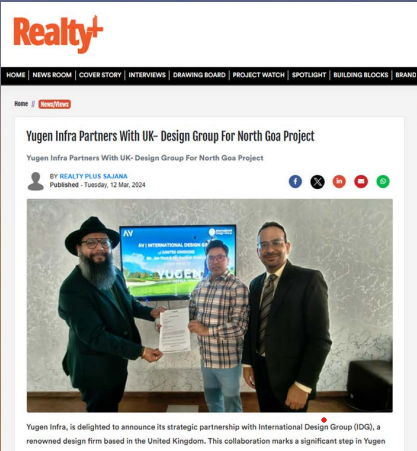 Realty+
HOME | NEWS ROOM | COVER STORY | INTERVIEWS | DRAWING BOARD | PROJECT WATCH | SPOTLIGHT | BUILDING BLOCKS | BRAND
Home // News/Views
Yugen Infra Partners With UK- Design Group For North Goa Project
Yugen Infra Partners With UK- Design Group For North Goa Project
BY REALTY PLUS SAJANA
Published - Tuesday, 12 Mar, 2024
AV
AV | INTERNATIONAL DESIGN GR
YUGEN
Yugen Infra, is delighted to announce its strategic partnership with International Design Group (IDG), a
renowned design firm based in the United Kingdom. This collaboration marks a significant step in Yugen